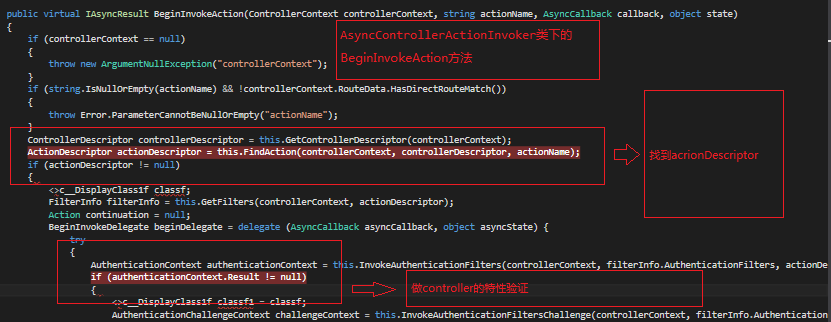 public virtual IAsyncResult BeginInvokeAction(ControllerContext controllerContext, string actionName, AsyncCallback callback, object state)
{
if (controllerContext == null)
{
throw new ArgumentNullException("controllerContext");
}
if (string.IsNullOrEmpty(actionName) && !controllerContext.RouteData.HasDirectRouteMatch())
{
throw Error.ParameterCannotBeNullOrEmpty("actionName");
}
AsyncControllerActionInvoker类下的
BeginInvokeAction方法
ControllerDescriptor controllerDescriptor = this.GetControllerDescriptor(controllerContext);
ActionDescriptor actionDescriptor = this.FindAction(controllerContext, controllerDescriptor, actionName);
if (actionDescriptor != null)
{
找到acrionDescriptor
<>c__DisplayClass1f classf;
FilterInfo filterInfo = this.GetFilters(controllerContext, actionDescriptor);
Action continuation = null;
BeginInvokeDelegate beginDelegate = delegate (AsyncCallback asyncCallback, object asyncState) {
try
{
AuthenticationContext authenticationContext = this.InvokeAuthenticationFilters(controllerContext, filterInfo.AuthenticationFilters, actionDe
if (authenticationContext.Result != null)
{
做controller的特性验证
<>c__DisplayClass1f classf1 = classf;
AuthenticationChallengeContext challengeContext = this.InvokeAuthenticationFiltersChallenge(controllerContext, filterInfo.Authentication